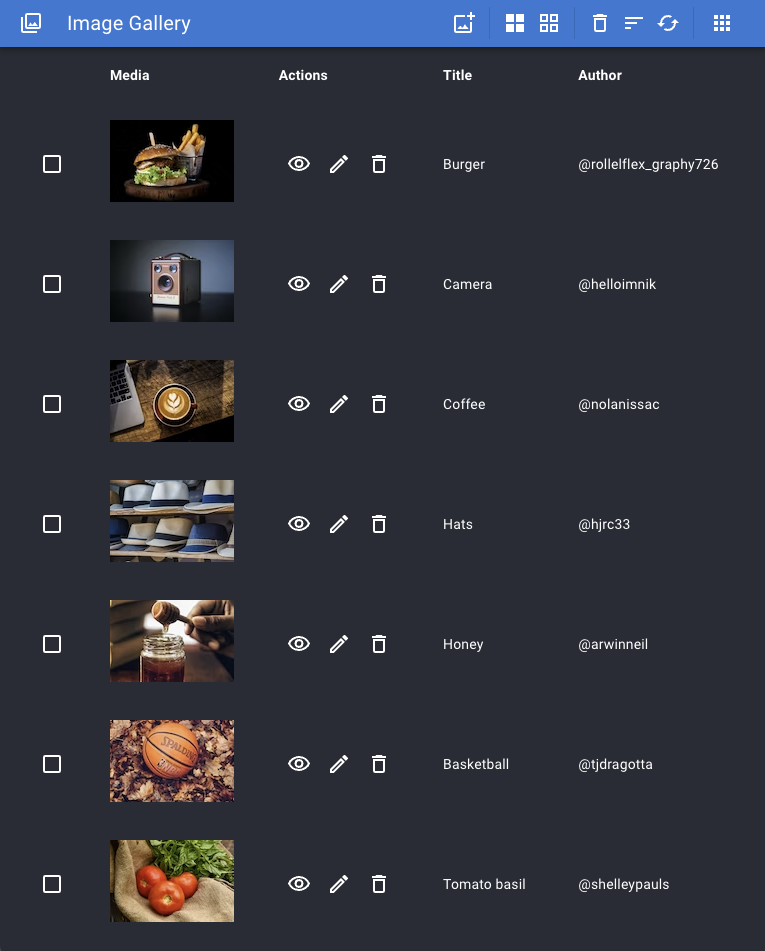 Image Gallery
Media Actions Title Author
Burger @rollelflex_graphy726
Camera @helloimnik
Coffee @nolanissac
Hats @hjrc33
Honey @arwinneil
SPALDING
Basketball @tjdragotta
Tomato basil @shelleypauls